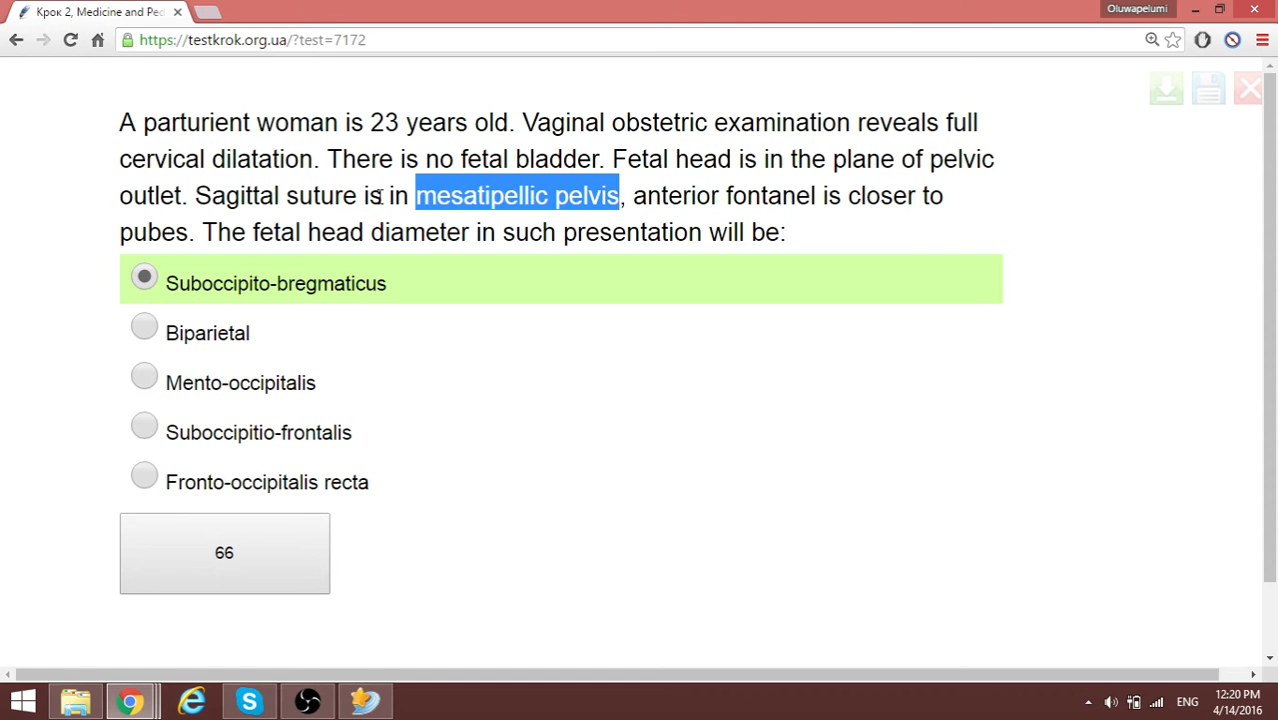 Крок 2, Medicine and Ped
Oluwapelumi
https://testkrok.org.ua/?test=7172
A parturient woman is 23 years old. Vaginal obstetric examination reveals full
cervical dilatation. There is no fetal bladder. Fetal head is in the plane of pelvic
outlet. Sagittal suture is in mesatipellic pelvis, anterior fontanel is closer to
pubes. The fetal head diameter in such presentation will be:
Suboccipito-bregmaticus
Biparietal
Mento-occipitalis
Suboccipitio-frontalis
Fronto-occipitalis recta
66
ENG
12:20 PM
4/14/2016